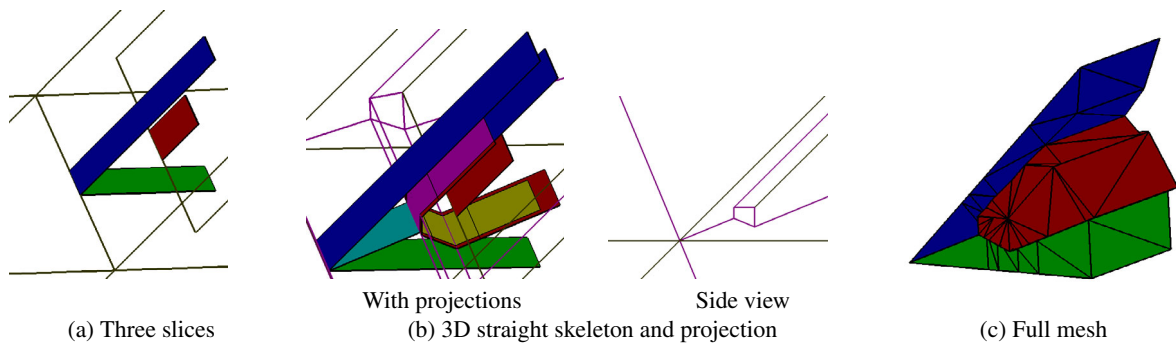 With projections
Side view
(a) Three slices
(b) 3D straight skeleton and projection
(c) Full mesh